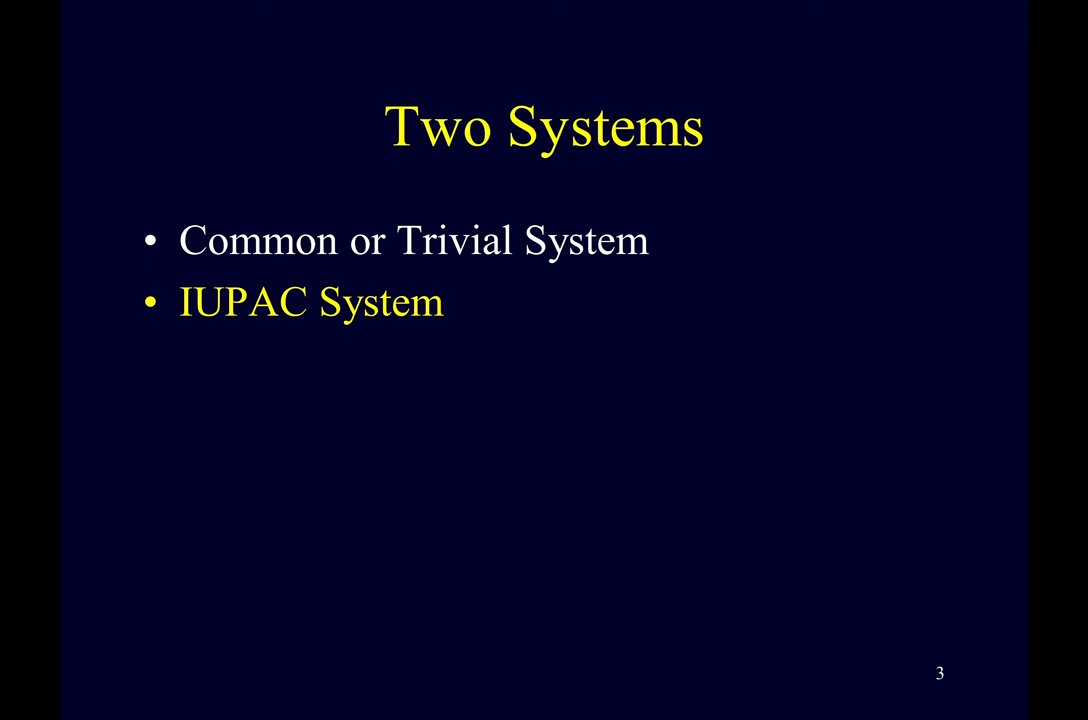 Two Systems
• Common or Trivial System
• IUPAC System
3